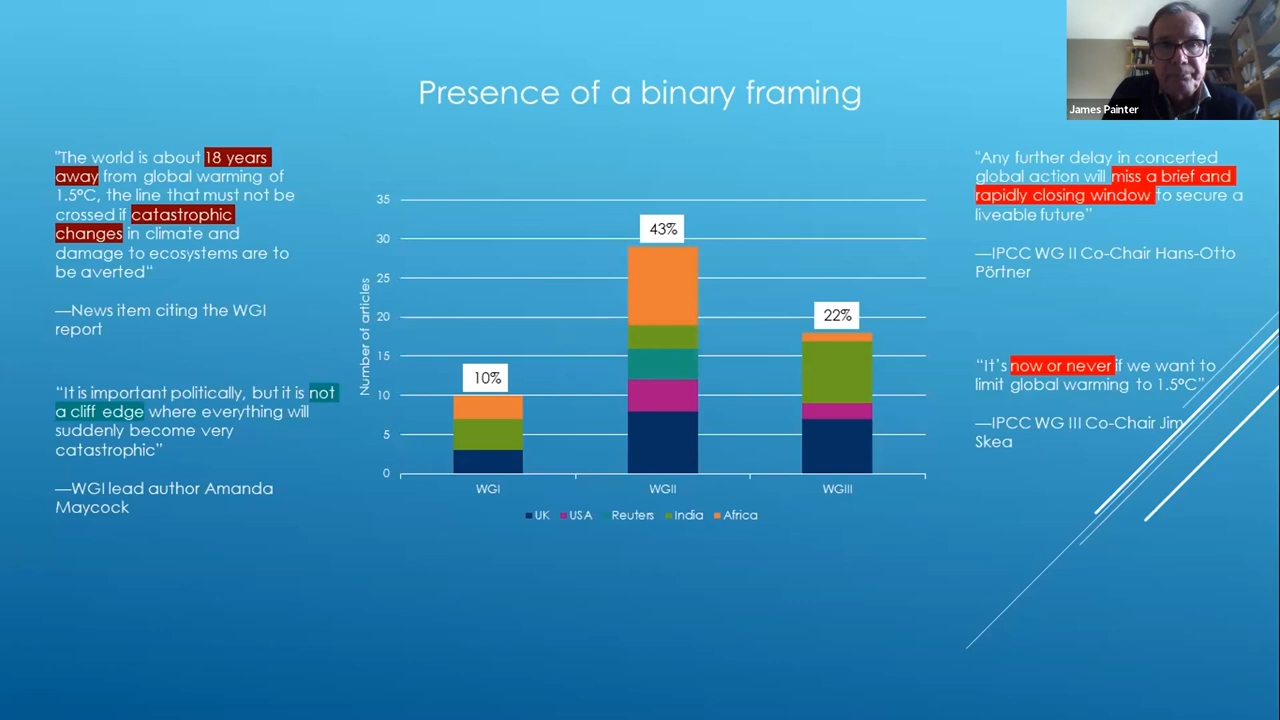 James Painter
Presence of a binary framing
"The world is about 18 years
away from global warming of
1.5°C, the line that must not be
crossed if catastrophic
changes in climate and
damage to ecosystems are to
be averted"
—News item citing the WGI
report
"It is important politically, but it is not
a cliff edge where everything will
suddenly become very
catastrophic"
—WGI lead author Amanda
Maycock
Number of articles
35
30
25
20
15
10
5
0
10%
43%
22%
WGI
WGII
WGIII
UK USA Reuters India Africa
"Any further delay in concerted
global action will miss a brief and
rapidly closing window to secure a
liveable future"
—IPCC WG II Co-Chair Hans-Otto
Pörtner
"It's now or never if we want to
limit global warming to 1.5°C"
—IPCC WG III Co-Chair Jim
Skea